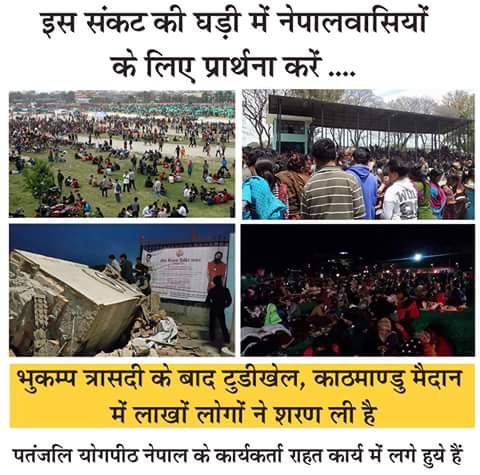 इस संकट की घड़ी में नेपालवासियों
के लिए प्रार्थना करें ....
भुकम्प त्रासदी के बाद टुडीखेल, काठमाण्डु मैदान
में लाखों लोगों ने शरण ली है
पतंजलि योगपीठ नेपाल के कार्यकर्ता राहत कार्य में लगे हुये हैं